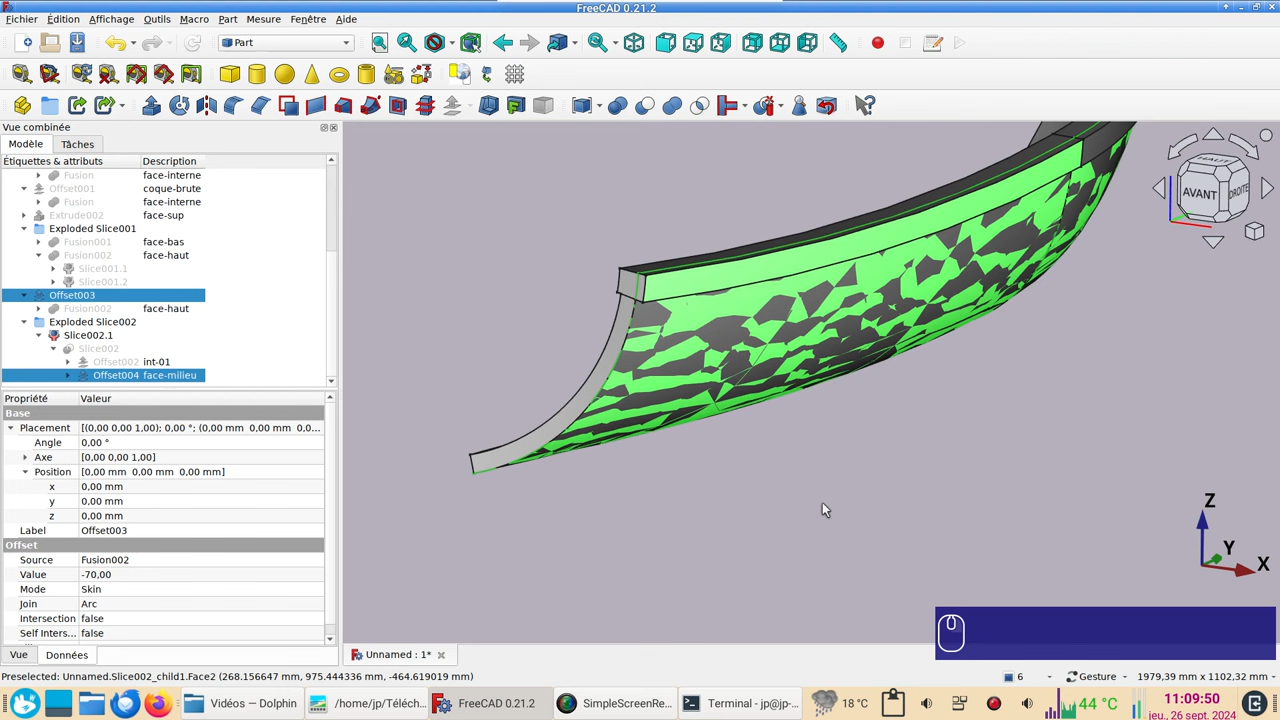 FreeCAD 0.21.2
Fichier Édition Affichage Outils Macro Part Mesure Fenêtre Aide
Part
Vue combinée
Modèle Tâches
Étiquettes & attributs Description
Fusion face-interne
Offset001 coque-brute
Fusion face-interne
Extrude002 face-sup
Exploded Slice001
Fusion001 face-bas
Fusion002 face-haut
Slice001.1
Slice001.2
Offset003
Fusion002 face-haut
Exploded Slice002
Slice002.1
Slice002
Offset002 int-01
Offset004 face-milieu
Propriété Valeur
Base
Placement [(0,00 0,00 1,00); 0,00 °; (0,00 mm 0,00 mm 0,0...
Angle 0,00 °
Axe [0,00 0,00 1,00]
Position [0,00 mm 0,00 mm 0,00 mm]
x 0,00 mm
y 0,00 mm
z 0,00 mm
Label Offset003
Offset
Source Fusion002
Value -70,00
Mode Skin
Join Arc
Intersection false
Self Inters... false
Vue Données
HAUT
AVANT
DROITE
Z
Y
X
Unnamed : 1*
Preselected: Unnamed.Slice002_child1.Face2 (268.156647 mm, 975.444336 mm, -464.619019 mm)
6 Gesture 1979,39 mm x 1102,32 mm
Vidéos — Dolphin
/home/jp/Téléch...
FreeCAD 0.21.2
SimpleScreenRe...
Terminal - jp@jp-...
18 °C
44 °C
11:09:50
jeu., 26 sept. 2024